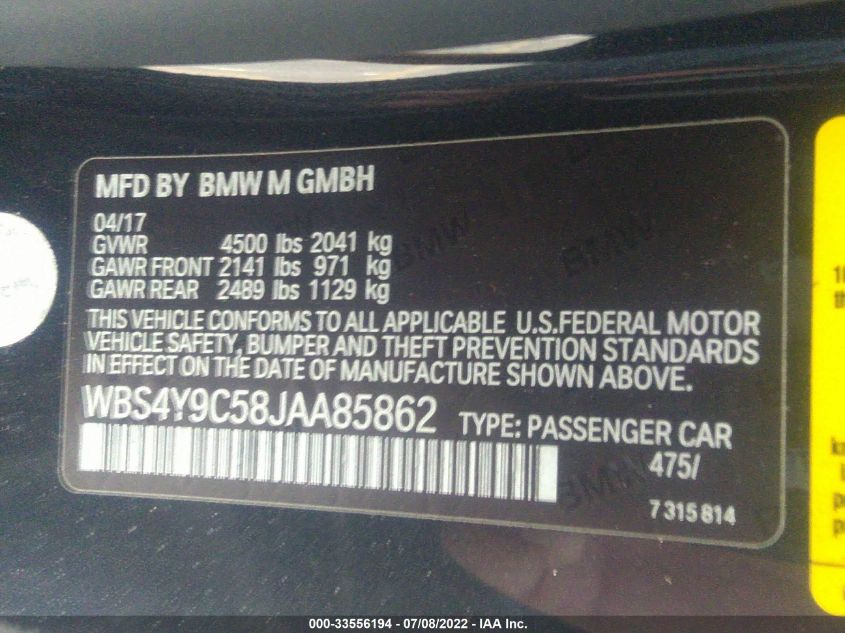 MFD BY BMW M GMBH
04/17
GVWR 4500 lbs 2041 kg
GAWR FRONT 2141 lbs 971 kg
GAWR REAR 2489 lbs 1129 kg
THIS VEHICLE CONFORMS TO ALL APPLICABLE U.S.FEDERAL MOTOR
VEHICLE SAFETY, BUMPER AND THEFT PREVENTION STANDARDS
IN EFFECT ON THE DATE OF MANUFACTURE SHOWN ABOVE.
WBS4Y9C58JAA85862 TYPE: PASSENGER CAR
475/
7 315 814
BMW
BMW
BMW
000-33556194 - 07/08/2022 - IAA Inc.